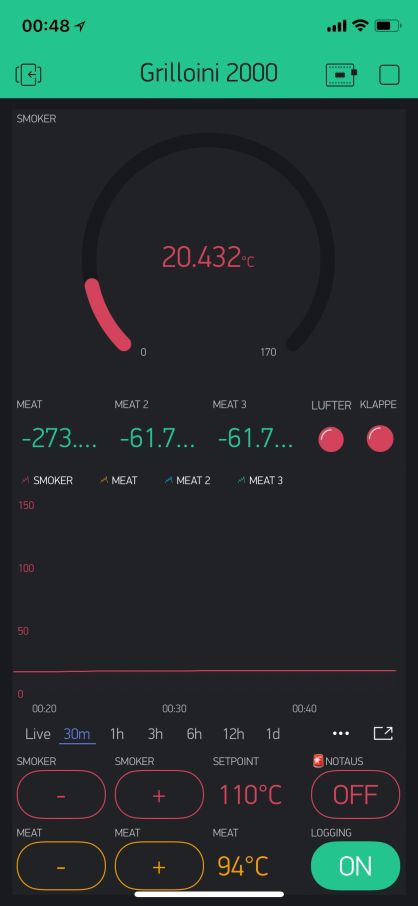 00:48
Grilloini 2000
SMOKER
20.432°C
0 170
MEAT MEAT 2 MEAT 3 LUFTER KLAPPE
-273.... -61.7... -61.7...
SMOKER MEAT MEAT 2 MEAT 3
150
100
50
0
00:20 00:30 00:40
Live 30m 1h 3h 6h 12h 1d ...
SMOKER SMOKER SETPOINT 🚨NOTAUS
- + 110°C OFF
MEAT MEAT MEAT LOGGING
- + 94°C ON